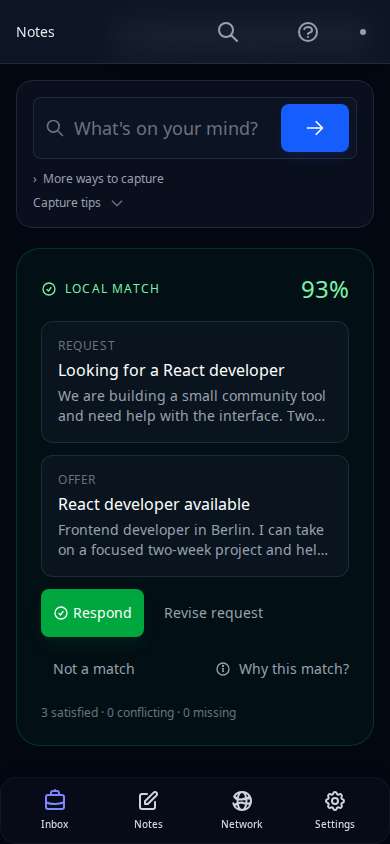 Notes
What's on your mind?
› More ways to capture
Capture tips
LOCAL MATCH
93%
REQUEST
Looking for a React developer
We are building a small community tool
and need help with the interface. Two…
OFFER
React developer available
Frontend developer in Berlin. I can take
on a focused two-week project and hel…
Respond
Revise request
Not a match
Why this match?
3 satisfied · 0 conflicting · 0 missing
Inbox
Notes
Network
Settings